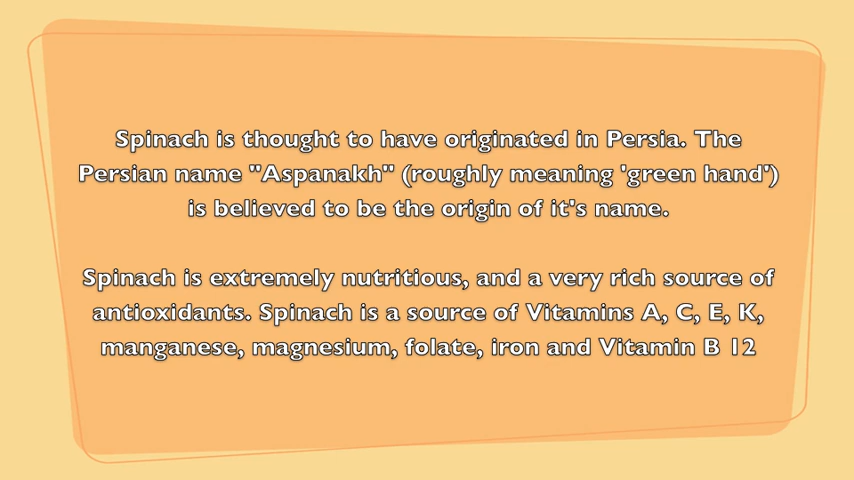 Spinach is thought to have originated in Persia. The
Persian name "Aspanakh" (roughly meaning 'green hand')
is believed to be the origin of it's name.
Spinach is extremely nutritious, and a very rich source of
antioxidants. Spinach is a source of Vitamins A, C, E, K,
manganese, magnesium, folate, iron and Vitamin B 12